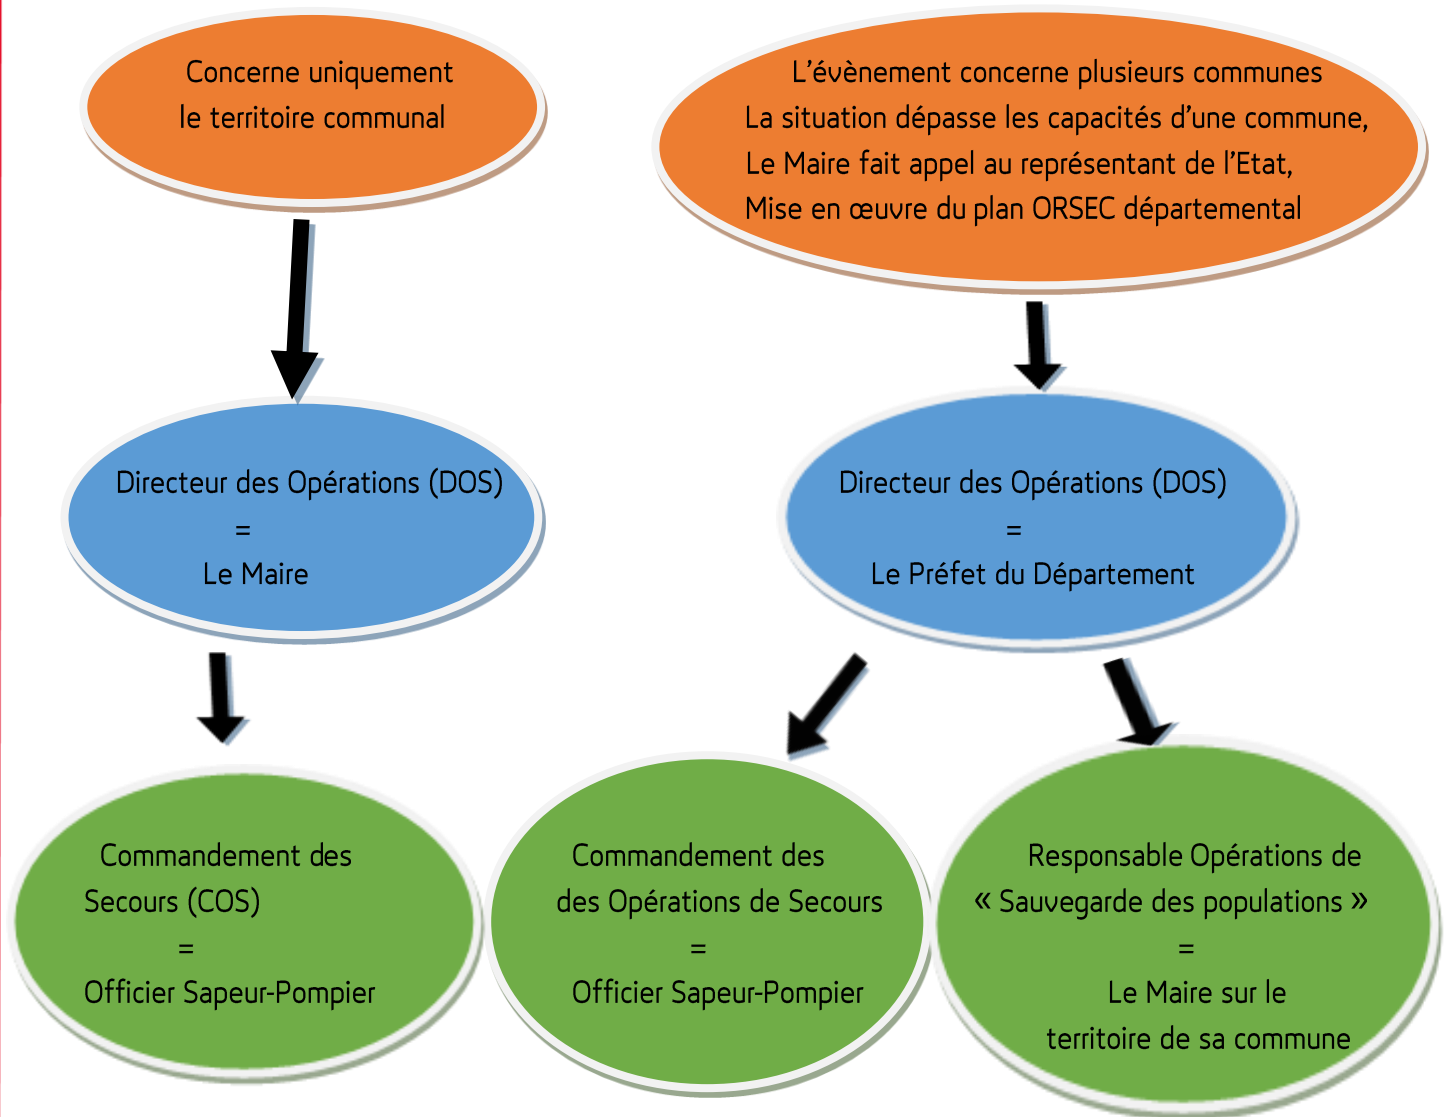 Concerne uniquement
le territoire communal
L'évènement concerne plusieurs communes
La situation dépasse les capacités d'une commune,
Le Maire fait appel au représentant de l'Etat,
Mise en œuvre du plan ORSEC départemental
Directeur des Opérations (DOS)
=
Le Maire
Directeur des Opérations (DOS)
=
Le Préfet du Département
Commandement des
Secours (COS)
=
Officier Sapeur-Pompier
Commandement des
des Opérations de Secours
=
Officier Sapeur-Pompier
Responsable Opérations de
« Sauvegarde des populations »
=
Le Maire sur le
territoire de sa commune